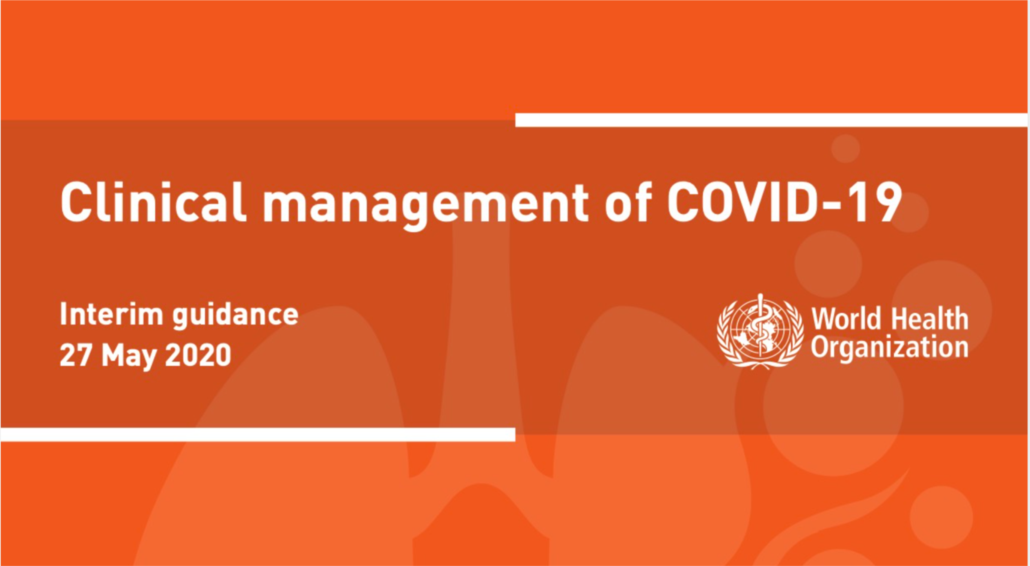 Clinical management of COVID-19
Interim guidance
27 May 2020
World Health
Organization